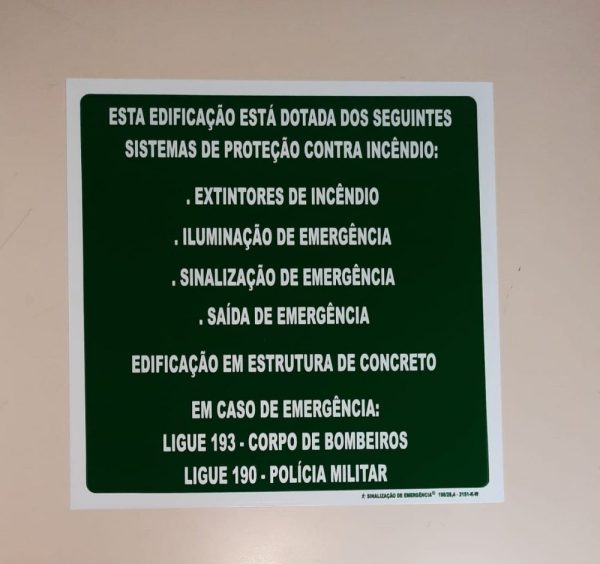 ESTA EDIFICAÇÃO ESTÁ DOTADA DOS SEGUINTES
SISTEMAS DE PROTEÇÃO CONTRA INCÊNDIO:
. EXTINTORES DE INCÊNDIO
. ILUMINAÇÃO DE EMERGÊNCIA
. SINALIZAÇÃO DE EMERGÊNCIA
. SAÍDA DE EMERGÊNCIA
EDIFICAÇÃO EM ESTRUTURA DE CONCRETO
EM CASO DE EMERGÊNCIA:
LIGUE 193 - CORPO DE BOMBEIROS
LIGUE 190 - POLÍCIA MILITAR
SINALIZAÇÃO DE EMERGÊNCIA